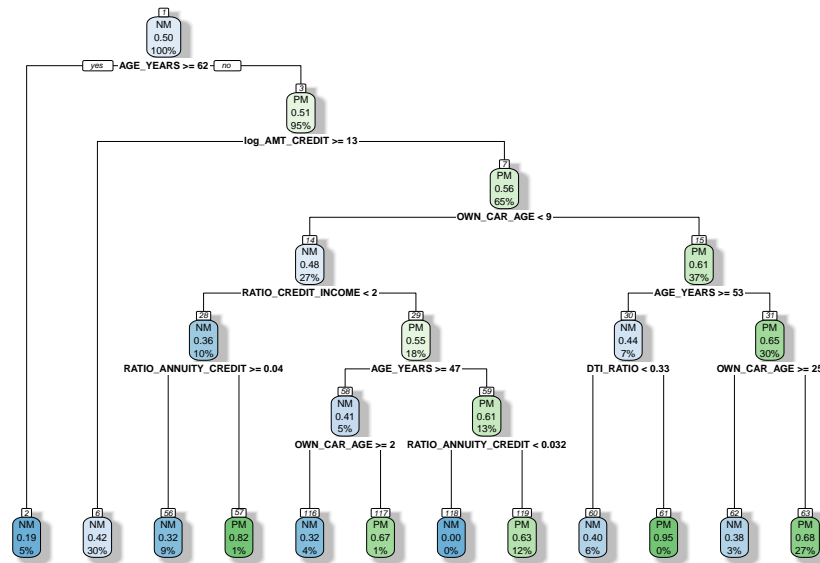 1
NM
0.50
100%
yes AGE_YEARS >= 62 no
3
PM
0.51
95%
log_AMT_CREDIT >= 13
7
PM
0.56
65%
OWN_CAR_AGE < 9
14 15
NM PM
0.48 0.61
27% 37%
RATIO_CREDIT_INCOME < 2 AGE_YEARS >= 53
28 29 30 31
NM PM NM PM
0.36 0.55 0.44 0.65
10% 18% 7% 30%
RATIO_ANNUITY_CREDIT >= 0.04 AGE_YEARS >= 47 DTI_RATIO < 0.33 OWN_CAR_AGE >= 25
58 59
NM PM
0.41 0.61
5% 13%
OWN_CAR_AGE >= 2 RATIO_ANNUITY_CREDIT < 0.032
2 6 56 57 116 117 118 119 60 61 62 63
NM NM NM PM NM PM NM PM NM PM NM PM
0.19 0.42 0.32 0.82 0.32 0.67 0.00 0.63 0.40 0.95 0.38 0.68
5% 30% 9% 1% 4% 1% 0% 12% 6% 0% 3% 27%